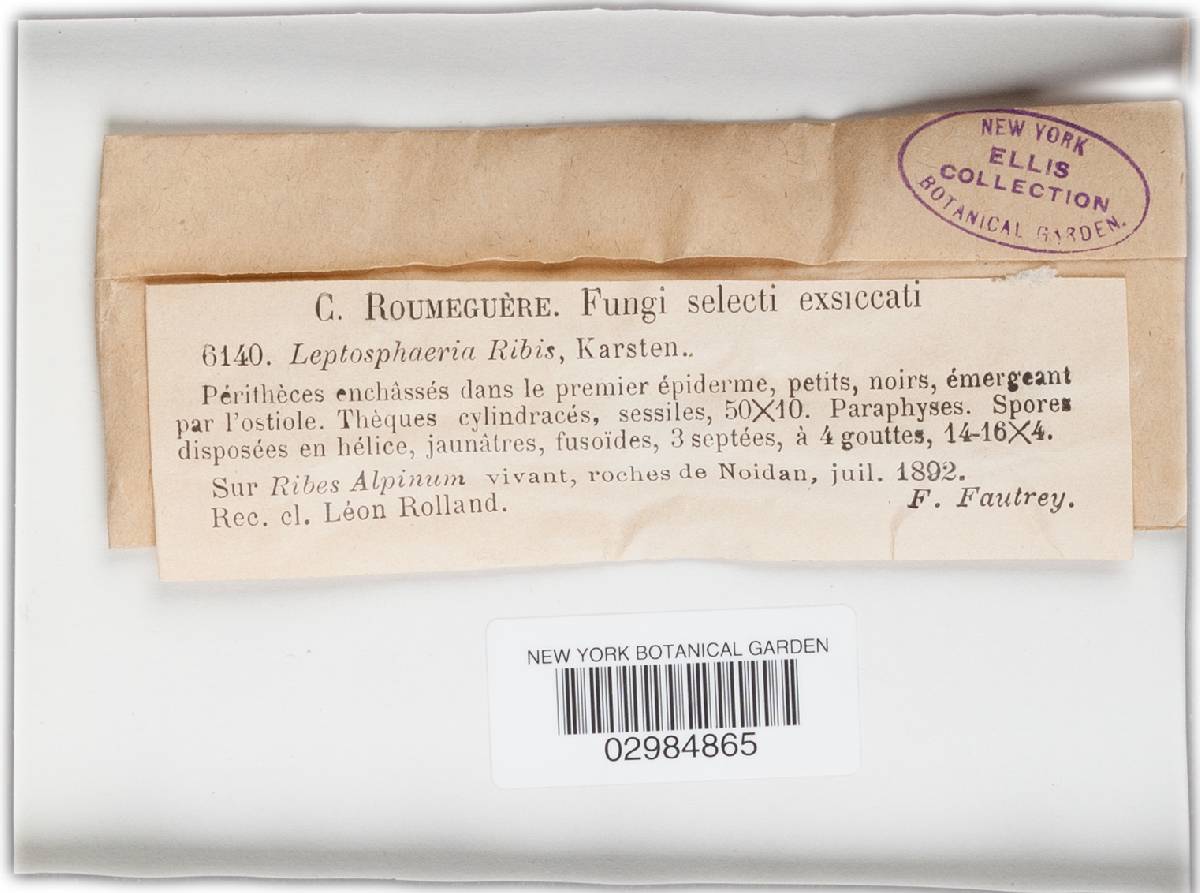 NEW YORK
ELLIS
COLLECTION
BOTANICAL GARDEN.
C. ROUMEGUÈRE. Fungi selecti exsiccati
6140. Leptosphaeria Ribis, Karsten..
Périthèces enchâssés dans le premier épiderme, petits, noirs, émergeant
par l'ostiole. Thèques cylindracés, sessiles, 50X10. Paraphyses. Spores
disposées en hélice, jaunâtres, fusoïdes, 3 septées, à 4 gouttes, 14-16X4.
Sur Ribes Alpinum vivant, roches de Noidan, juil. 1892.
Rec. cl. Léon Rolland.
F. Fautrey.
NEW YORK BOTANICAL GARDEN
02984865